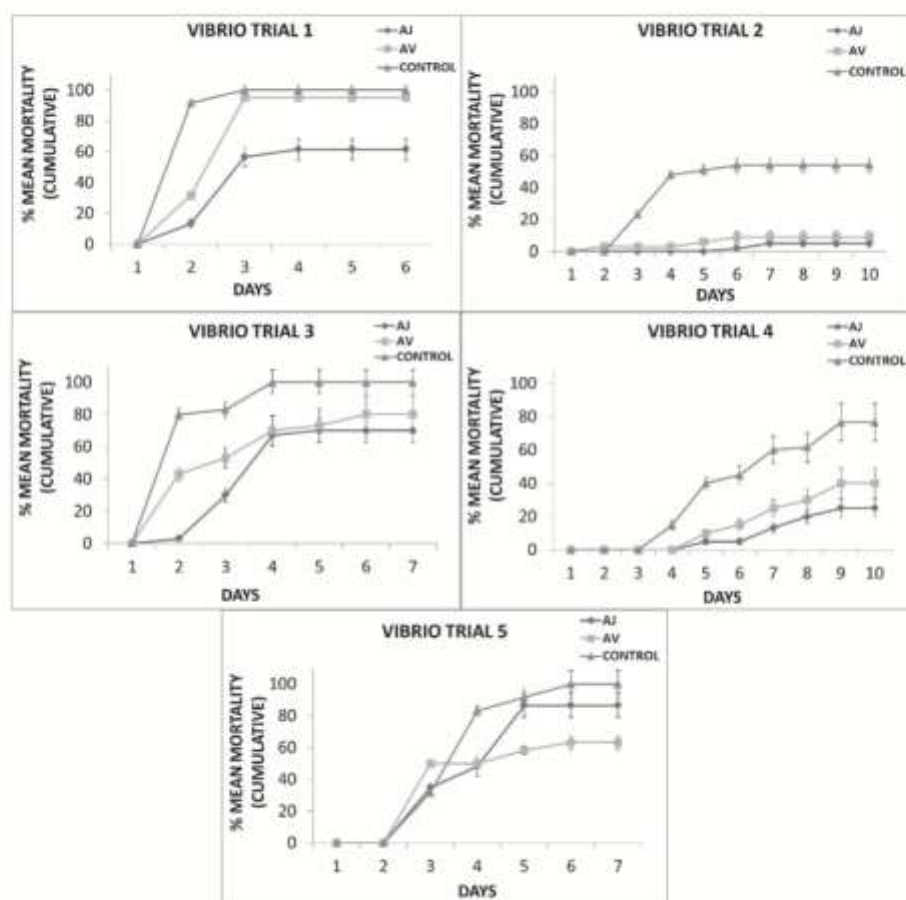 VIBRIO TRIAL 1
AJ
AV
CONTROL
% MEAN MORTALITY
(CUMULATIVE)
100
80
60
40
20
0
1 2 3 4 5 6
DAYS
VIBRIO TRIAL 2
AJ
AV
CONTROL
% MEAN MORTALITY
(CUMULATIVE)
100
80
60
40
20
0
1 2 3 4 5 6 7 8 9 10
DAYS
VIBRIO TRIAL 3
AJ
AV
CONTROL
% MEAN MORTALITY
(CUMULATIVE)
100
80
60
40
20
0
1 2 3 4 5 6 7
DAYS
VIBRIO TRIAL 4
AJ
AV
CONTROL
% MEAN MORTALITY
(CUMULATIVE)
100
80
60
40
20
0
1 2 3 4 5 6 7 8 9 10
DAYS
VIBRIO TRIAL 5
AJ
AV
CONTROL
% MEAN MORTALITY
(CUMULATIVE)
100
80
60
40
20
0
1 2 3 4 5 6 7
DAYS